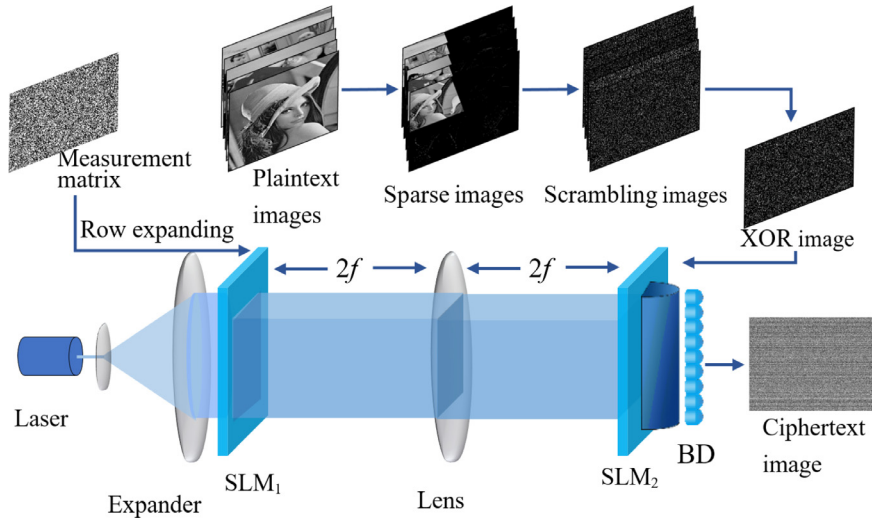 Measurement
matrix
Plaintext
images
Sparse images
Scrambling images
XOR image
Row expanding
2f
2f
Laser
Expander
SLM₁
Lens
SLM₂
BD
Ciphertext
image